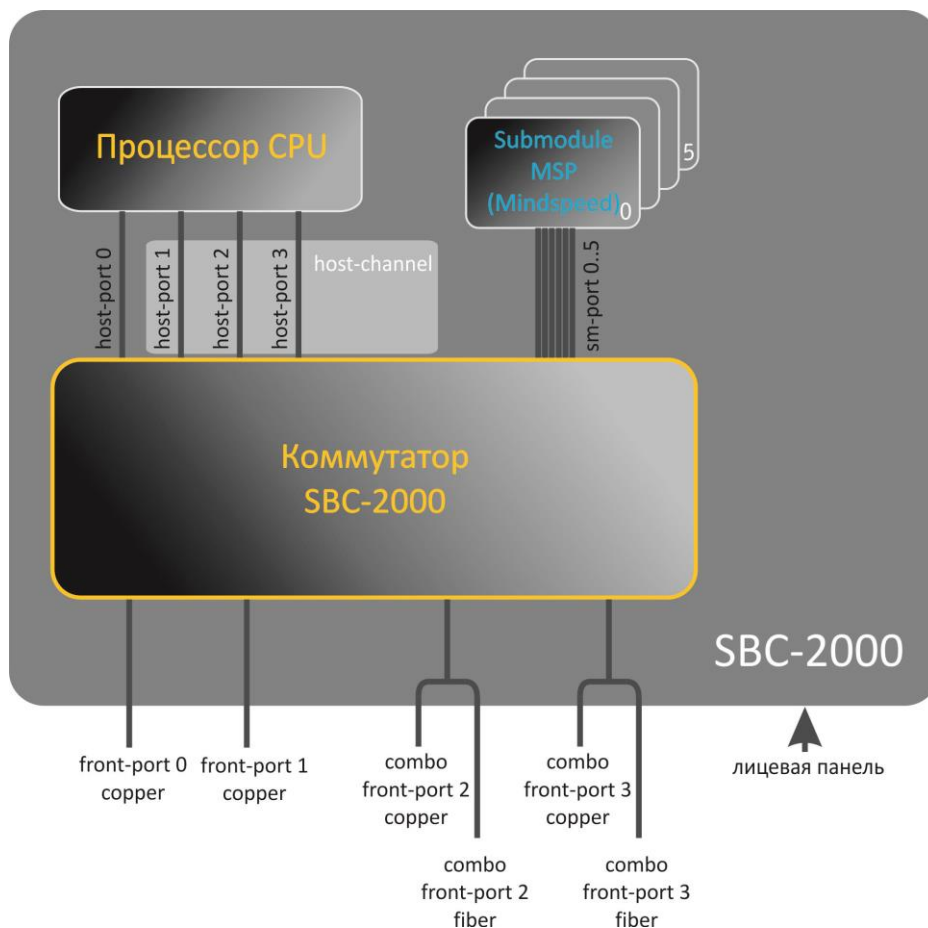 Процессор CPU
Submodule
MSP
(Mindspeed)
0
5
host-port 0
host-port 1
host-port 2
host-port 3
host-channel
sm-port 0..5
Коммутатор
SBC-2000
SBC-2000
front-port 0
copper
front-port 1
copper
combo
front-port 2
copper
combo
front-port 3
copper
лицевая панель
combo
front-port 2
fiber
combo
front-port 3
fiber